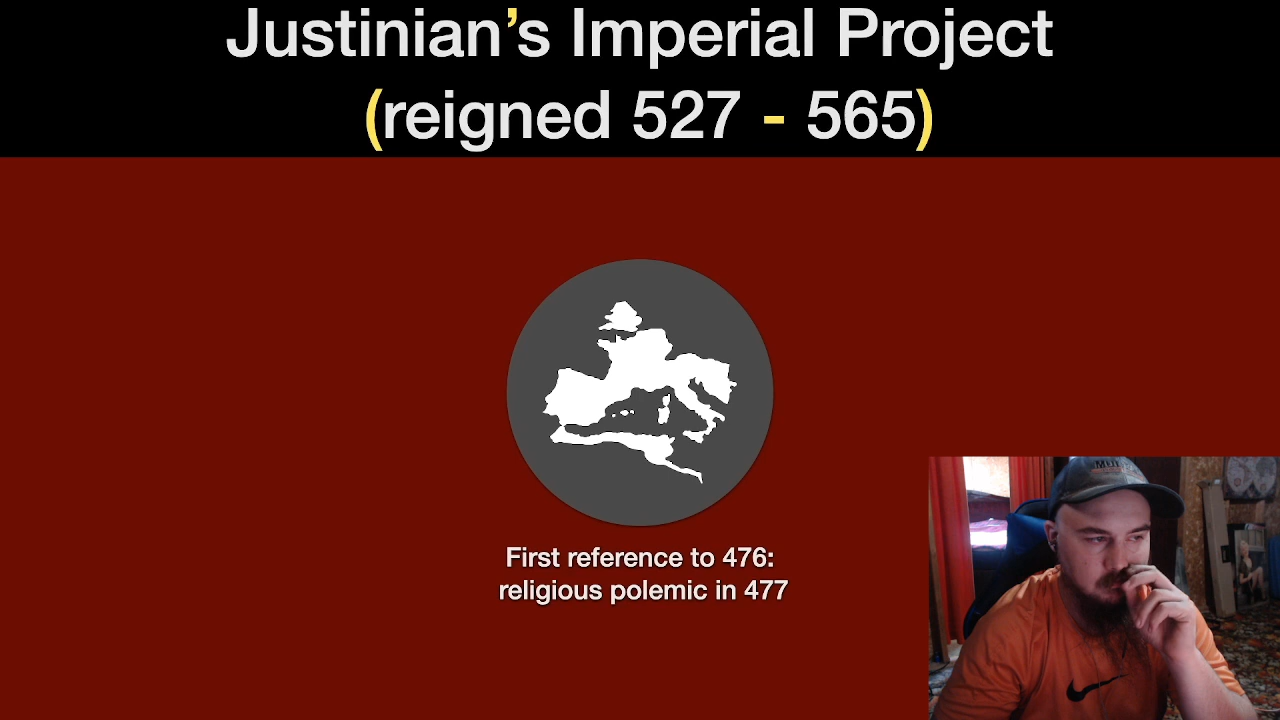 Justinian’s Imperial Project
(reigned 527 - 565)
First reference to 476:
religious polemic in 477